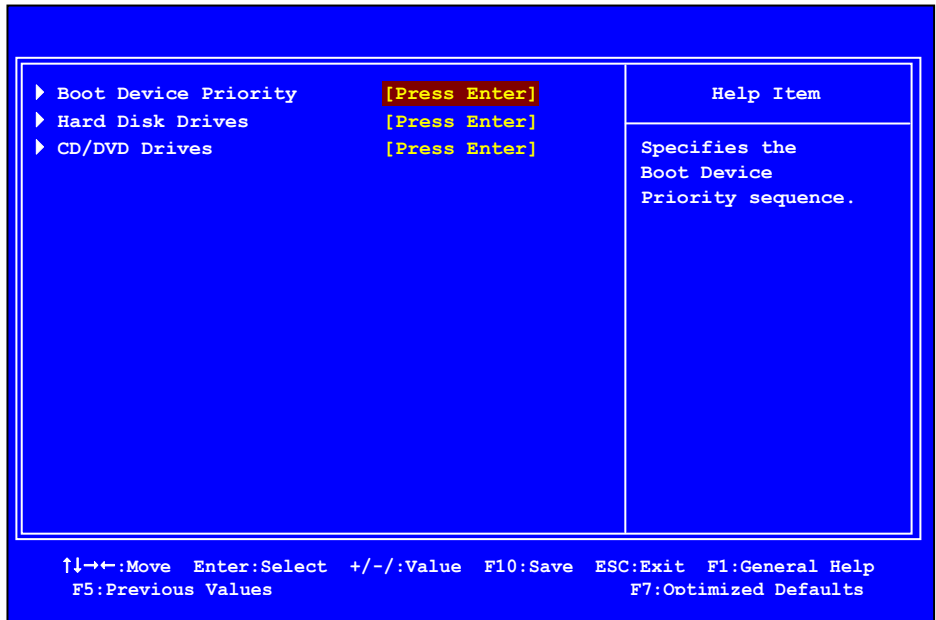 Boot Device Priority [Press Enter]
Hard Disk Drives [Press Enter]
CD/DVD Drives [Press Enter]
Help Item
Specifies the
Boot Device
Priority sequence.
↑↓→←:Move Enter:Select +/-/:Value F10:Save ESC:Exit F1:General Help
F5:Previous Values F7:Optimized Defaults